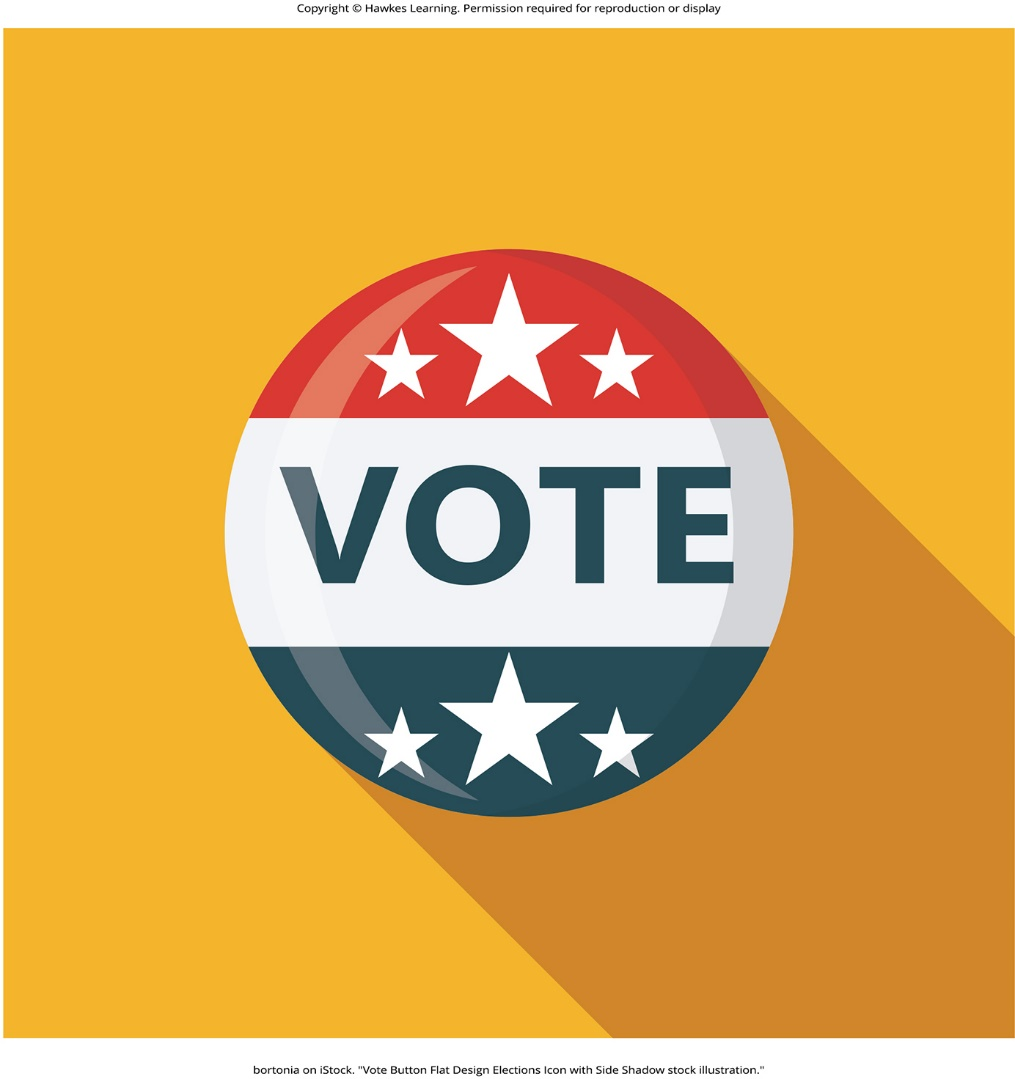 Copyright © Hawkes Learning. Permission required for reproduction or display
VOTE
bortonia on iStock. "Vote Button Flat Design Elections Icon with Side Shadow stock illustration."